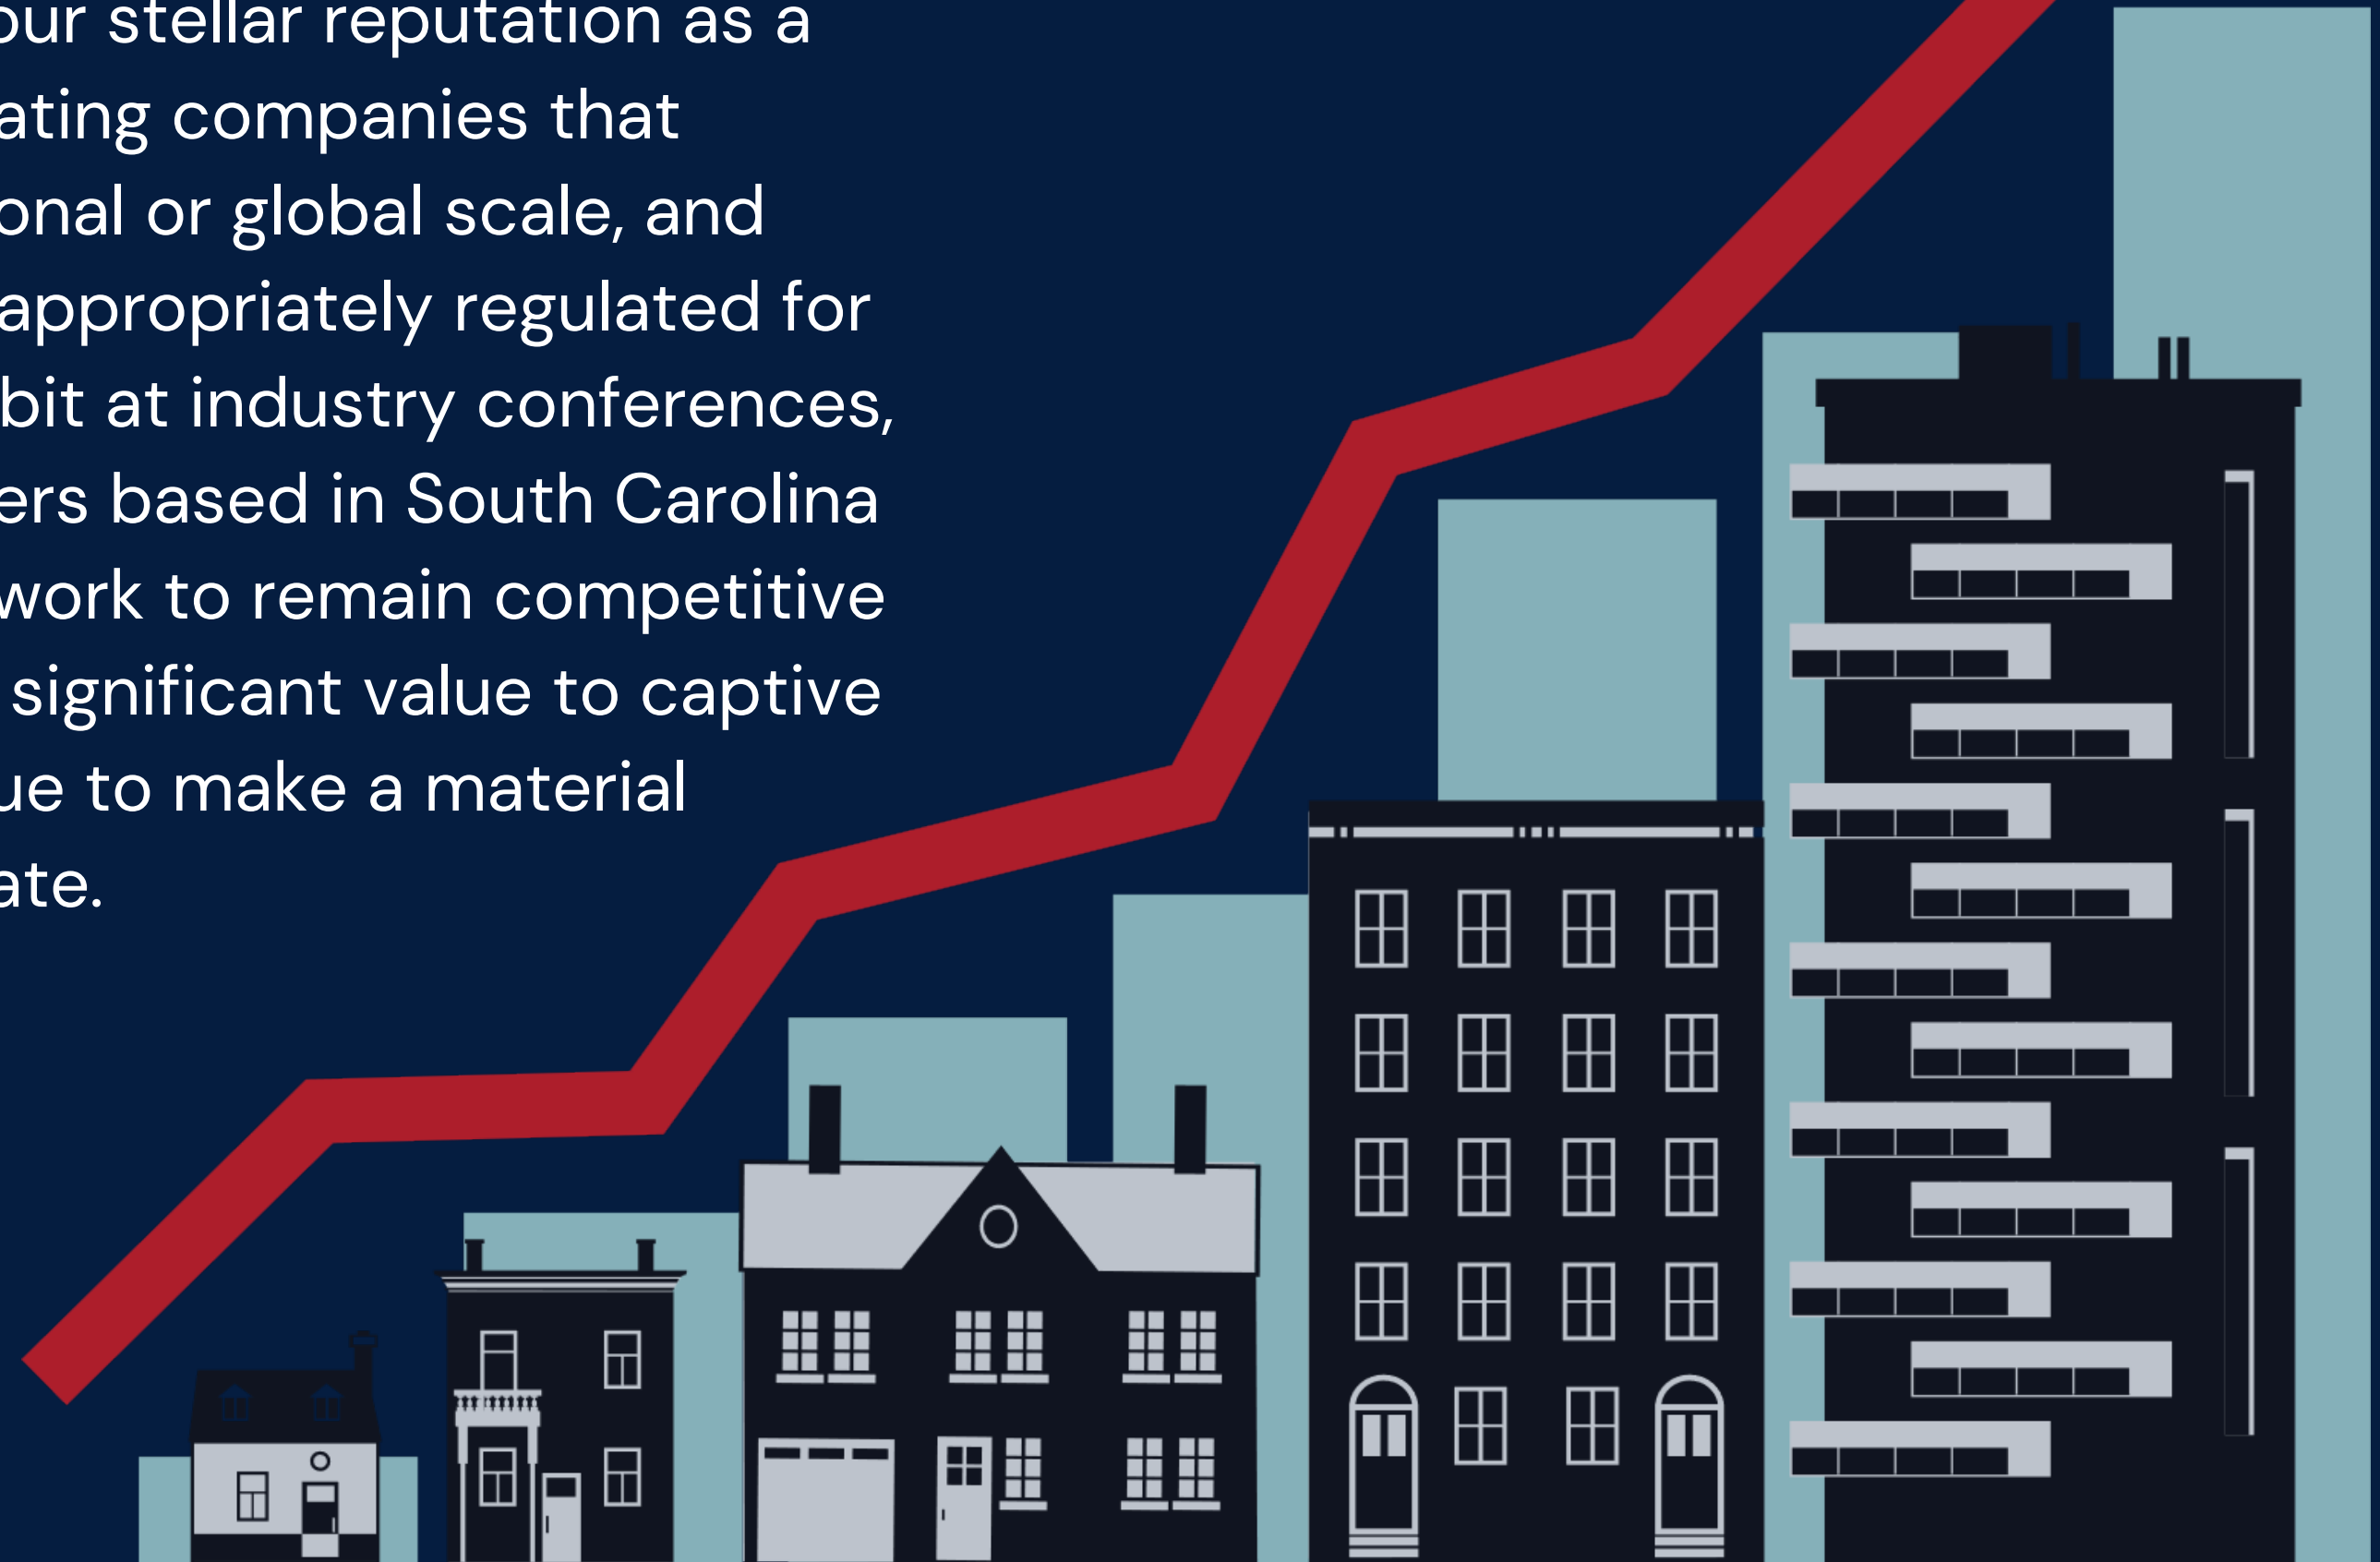 our stellar reputation as a
ating companies that
onal or global scale, and
appropriately regulated for
bit at industry conferences,
ers based in South Carolina
work to remain competitive
significant value to captive
ue to make a material
ate.